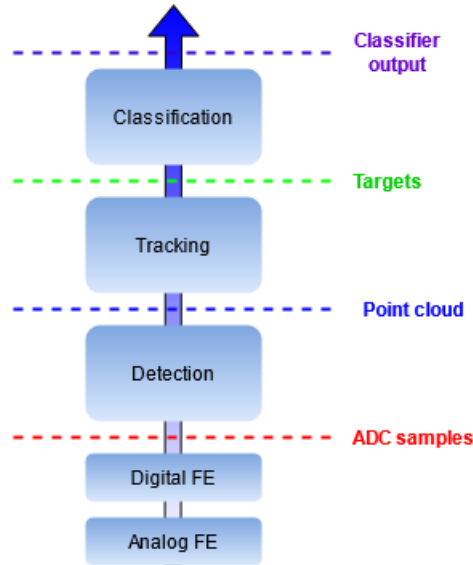 Classifier
output
Classification
Targets
Tracking
Point cloud
Detection
ADC samples
Digital FE
Analog FE